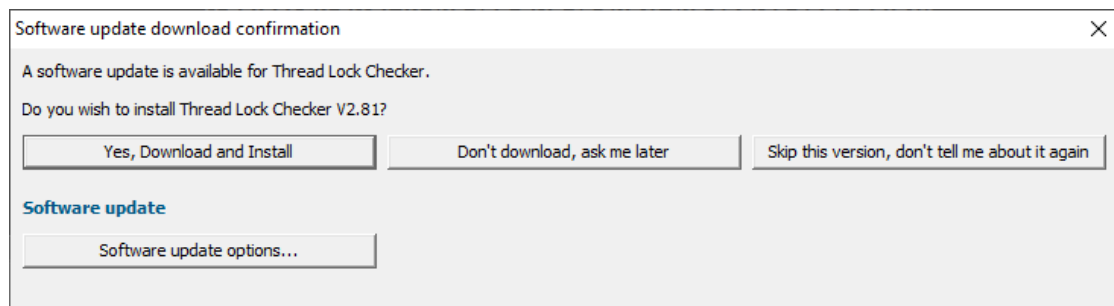 Software update download confirmation
A software update is available for Thread Lock Checker.
Do you wish to install Thread Lock Checker V2.81?
Yes, Download and Install
Don't download, ask me later
Skip this version, don't tell me about it again
Software update
Software update options...